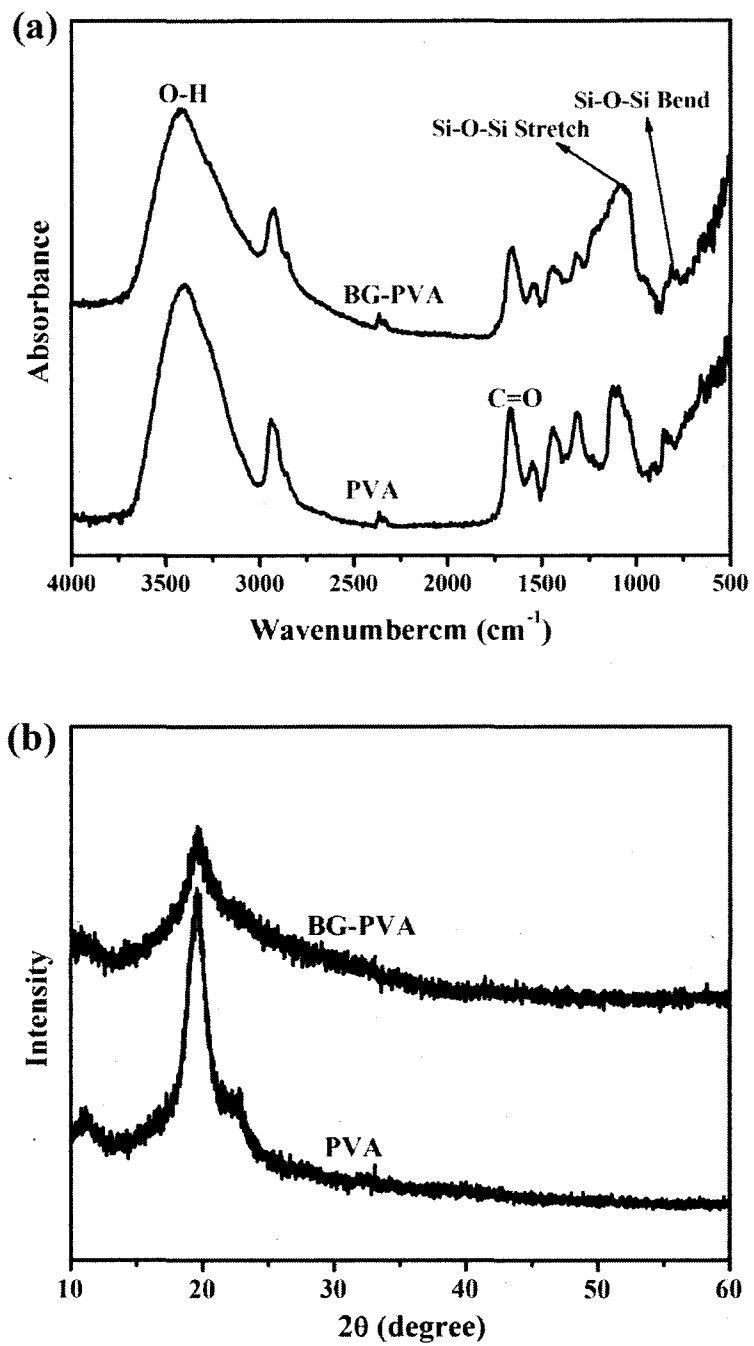 (a)
O-H
Si-O-Si Bend
Si-O-Si Stretch
BG-PVA
C=O
PVA
Absorbance
4000 3500 3000 2500 2000 1500 1000 500
Wavenumbercm (cm⁻¹)
(b)
BG-PVA
PVA
Intensity
10 20 30 40 50 60
2θ (degree)